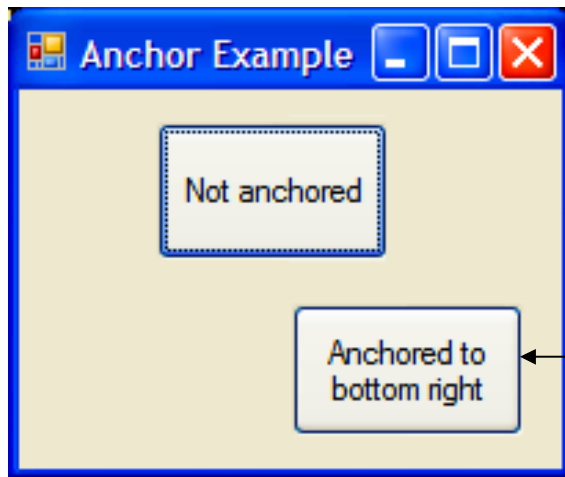 Anchor Example
Not anchored
Anchored to
bottom right